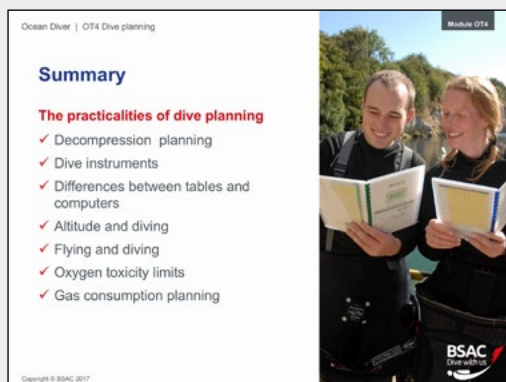 Ocean Diver | OT4 Dive planning
Module OT4
Summary
The practicalities of dive planning
✓ Decompression planning
✓ Dive instruments
✓ Differences between tables and
computers
✓ Altitude and diving
✓ Flying and diving
✓ Oxygen toxicity limits
✓ Gas consumption planning
BSAC
Dive with us
Copyright © BSAC 2017